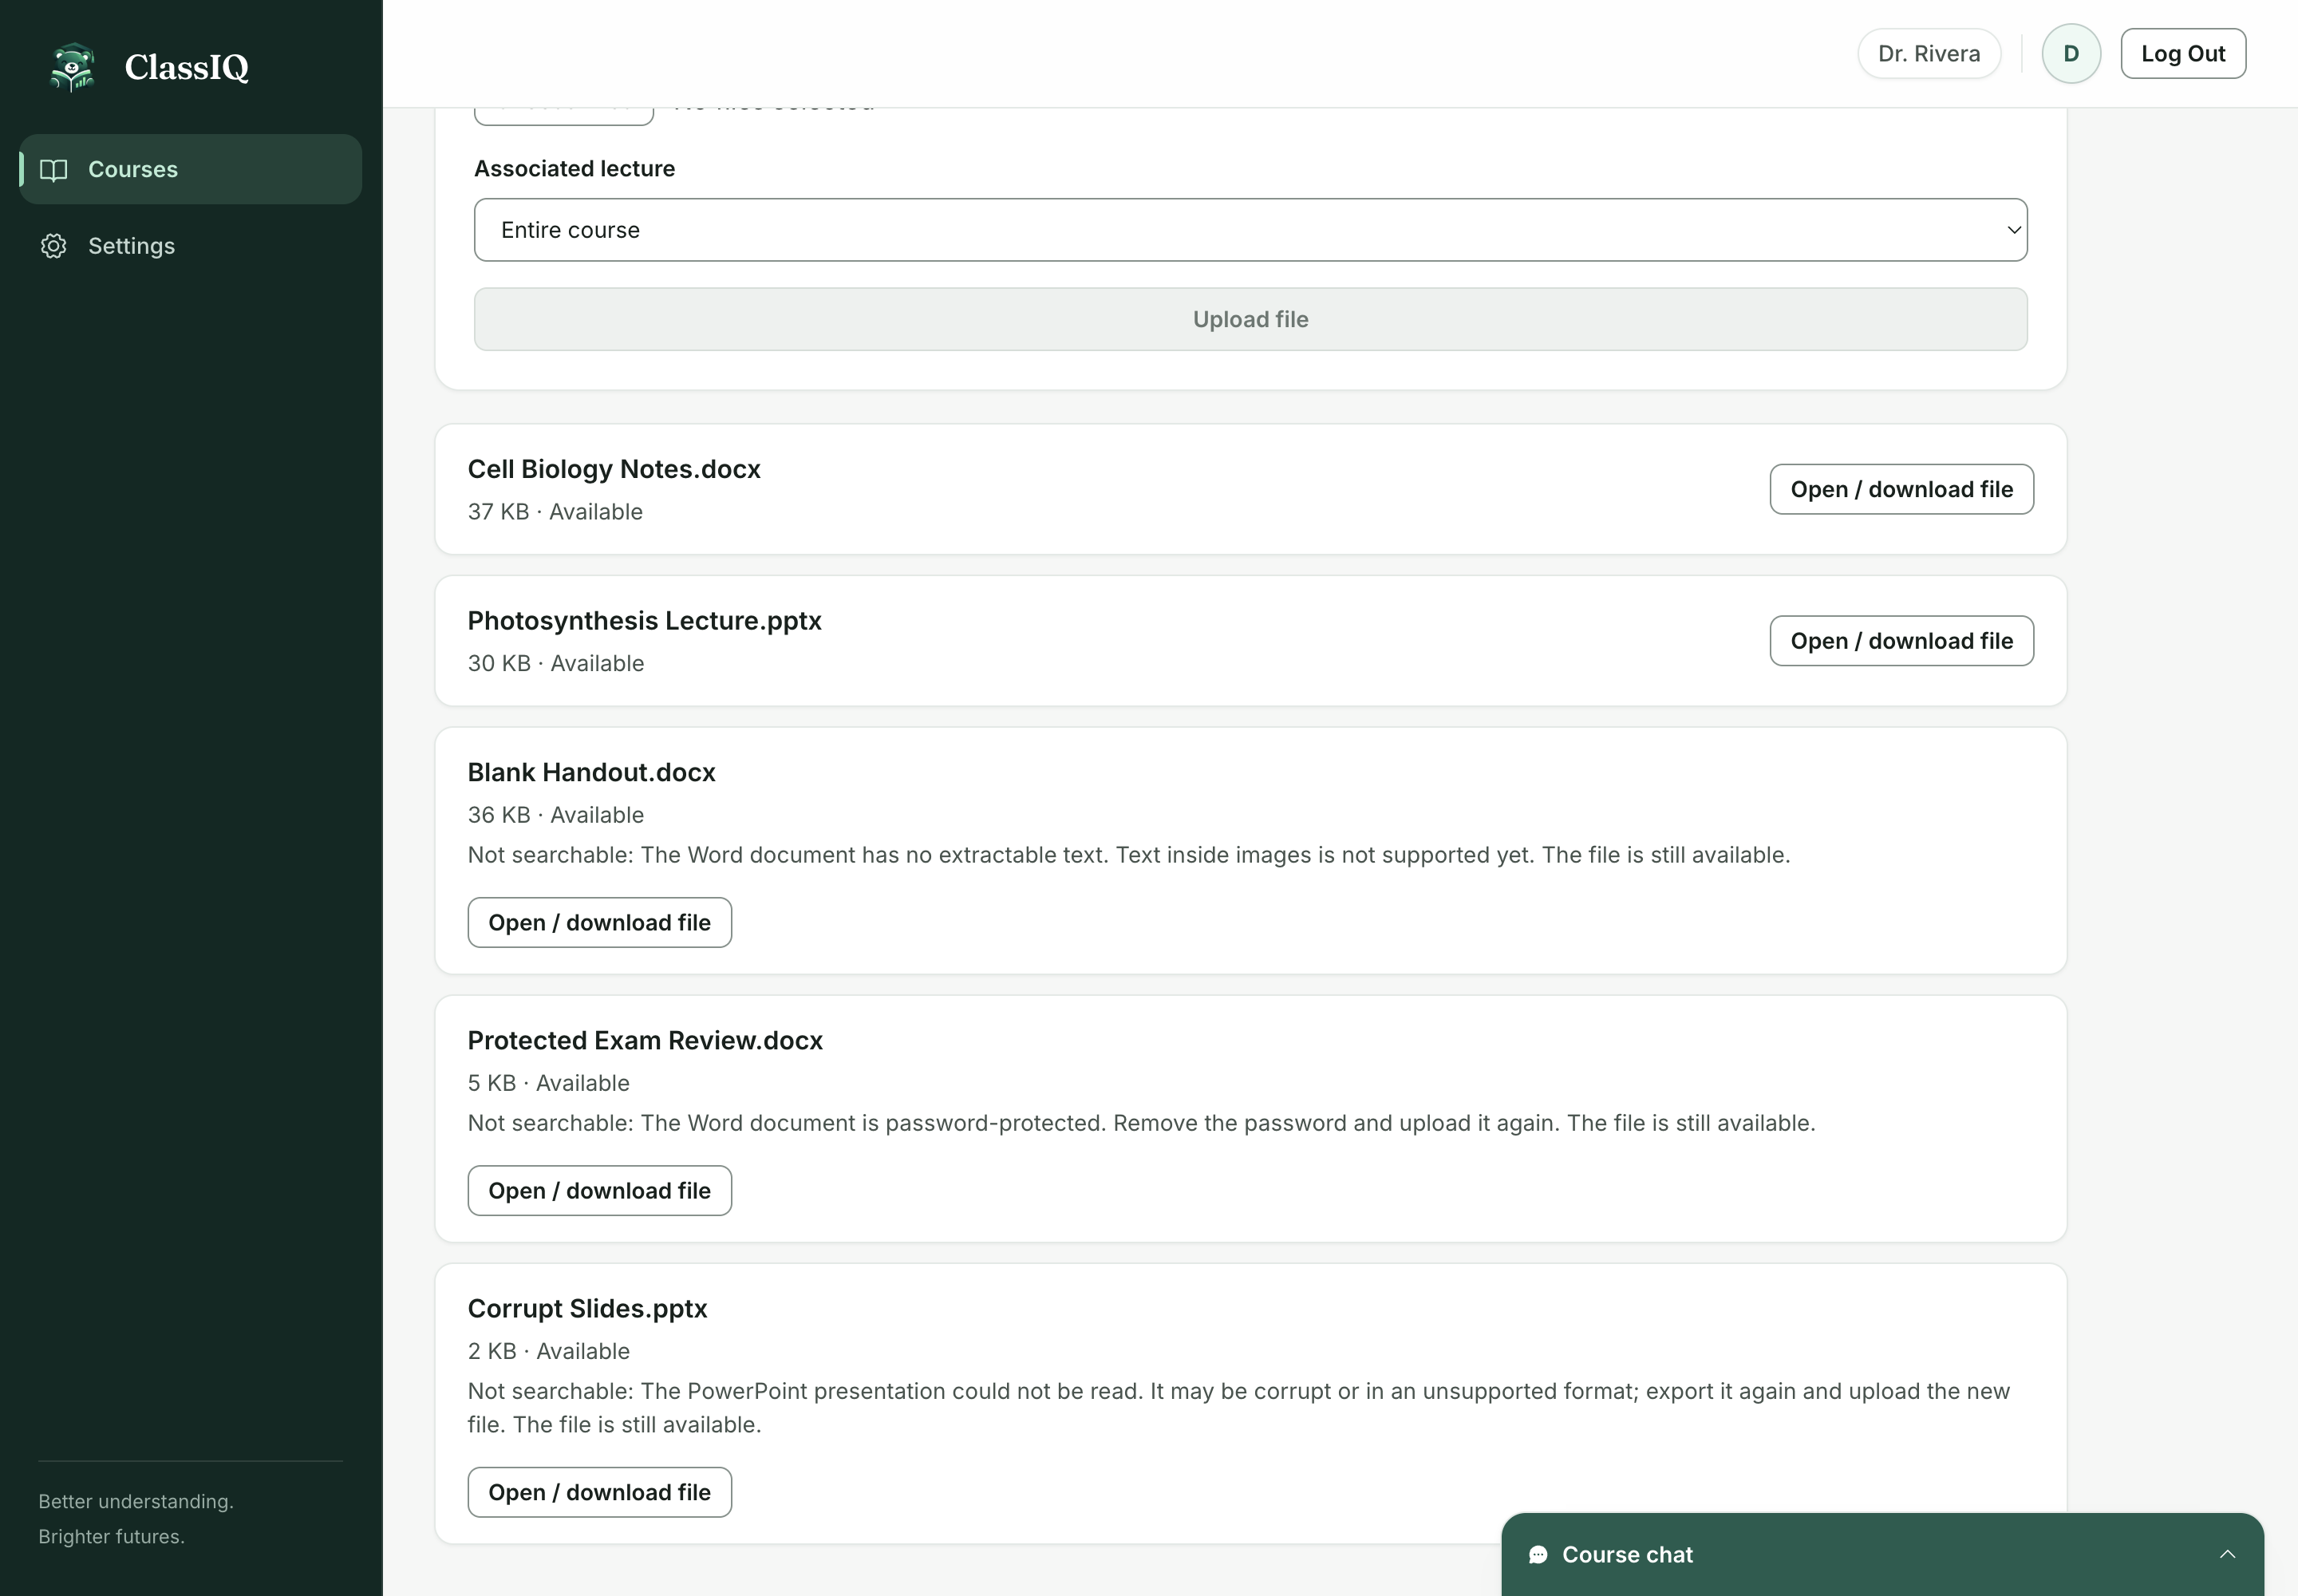 ClassIQ
Courses
Settings
Better understanding.
Brighter futures.
Dr. Rivera
D
Log Out
Associated lecture
Entire course
Upload file
Cell Biology Notes.docx
37 KB · Available
Open / download file
Photosynthesis Lecture.pptx
30 KB · Available
Open / download file
Blank Handout.docx
36 KB · Available
Not searchable: The Word document has no extractable text. Text inside images is not supported yet. The file is still available.
Open / download file
Protected Exam Review.docx
5 KB · Available
Not searchable: The Word document is password-protected. Remove the password and upload it again. The file is still available.
Open / download file
Corrupt Slides.pptx
2 KB · Available
Not searchable: The PowerPoint presentation could not be read. It may be corrupt or in an unsupported format; export it again and upload the new
file. The file is still available.
Open / download file
Course chat